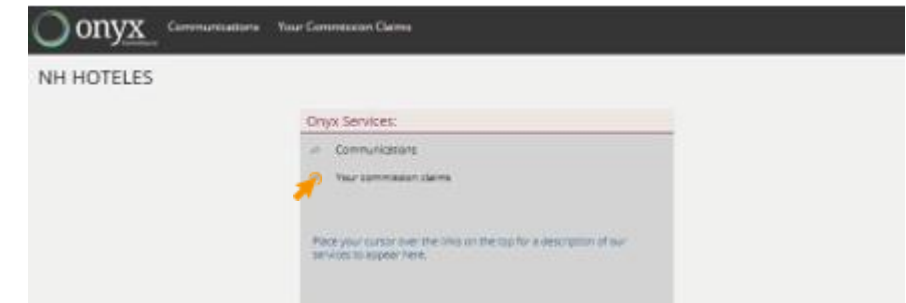 onyx Communications Your Commission Claims
NH HOTELES
Onyx Services:
Communications
Your commission claims
Place your cursor over the links on the top for a description of our
services to appear here.